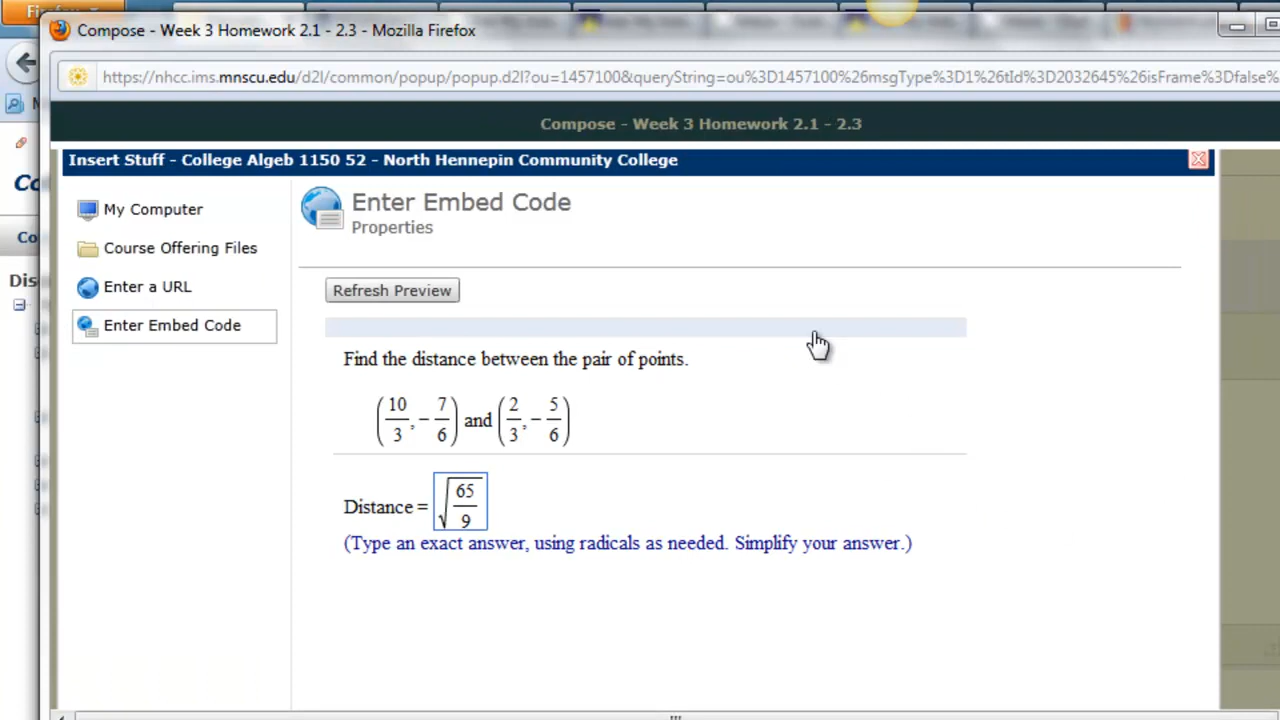 Compose - Week 3 Homework 2.1 - 2.3 - Mozilla Firefox
https://nhcc.ims.mnscu.edu/d2l/common/popup/popup.d2l?ou=1457100&queryString=ou%3D1457100%26msgType%3D1%26tId%3D2032645%26isFrame%3Dfalse%
Compose - Week 3 Homework 2.1 - 2.3
Insert Stuff - College Algeb 1150 52 - North Hennepin Community College
My Computer
Course Offering Files
Enter a URL
Enter Embed Code
Enter Embed Code
Properties
Refresh Preview
Find the distance between the pair of points.
(10/3, -7/6) and (2/3, -5/6)
Distance = √(65/9)
(Type an exact answer, using radicals as needed. Simplify your answer.)